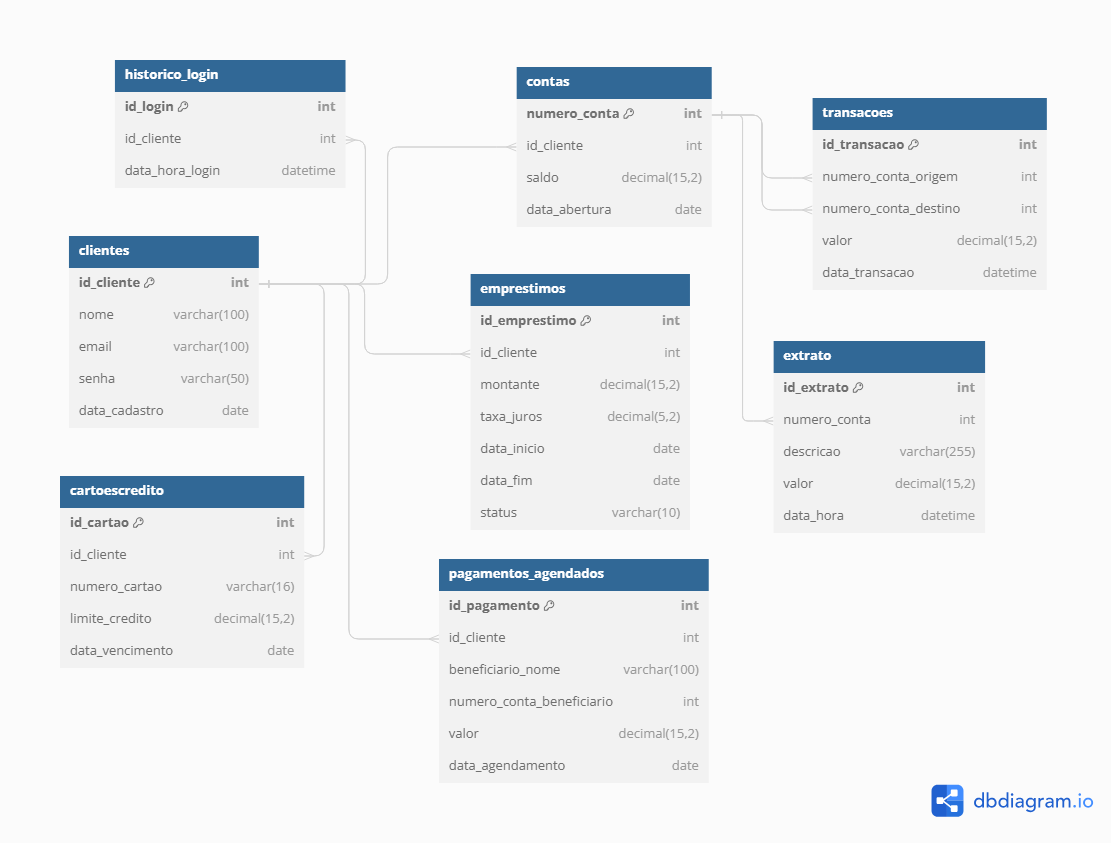 historico_login
id_login int
id_cliente int
data_hora_login datetime
contas
numero_conta int
id_cliente int
saldo decimal(15,2)
data_abertura date
transacoes
id_transacao int
numero_conta_origem int
numero_conta_destino int
valor decimal(15,2)
data_transacao datetime
clientes
id_cliente int
nome varchar(100)
email varchar(100)
senha varchar(50)
data_cadastro date
emprestimos
id_emprestimo int
id_cliente int
montante decimal(15,2)
taxa_juros decimal(5,2)
data_inicio date
data_fim date
status varchar(10)
extrato
id_extrato int
numero_conta int
descricao varchar(255)
valor decimal(15,2)
data_hora datetime
cartoescredito
id_cartao int
id_cliente int
numero_cartao varchar(16)
limite_credito decimal(15,2)
data_vencimento date
pagamentos_agendados
id_pagamento int
id_cliente int
beneficiario_nome varchar(100)
numero_conta_beneficiario int
valor decimal(15,2)
data_agendamento date
dbdiagram.io